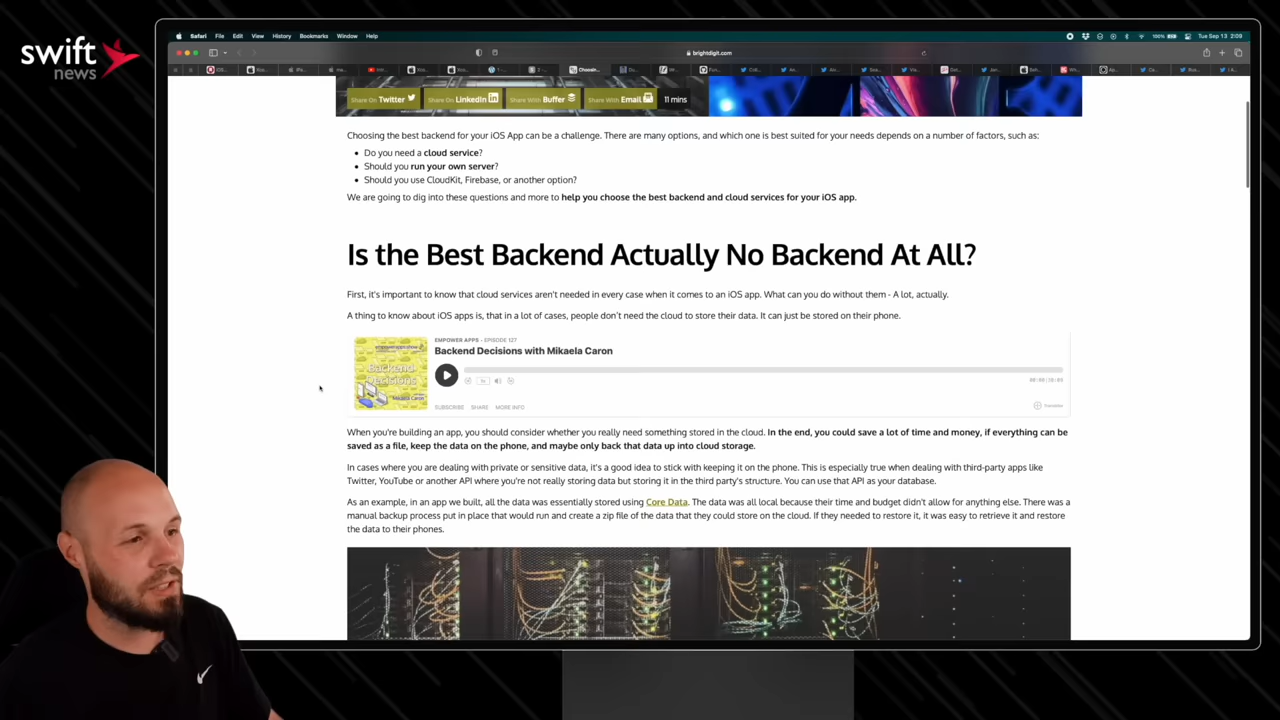 swift
news
Safari File Edit View History Bookmarks Window Help
100%
Tue Sep 13 2:09
brightdigit.com
Choosin...
Share On Twitter
Share On LinkedIn
Share With Buffer
Share With Email
11 mins
Choosing the best backend for your iOS App can be a challenge. There are many options, and which one is best suited for your needs depends on a number of factors, such as:
• Do you need a cloud service?
• Should you run your own server?
• Should you use CloudKit, Firebase, or another option?
We are going to dig into these questions and more to help you choose the best backend and cloud services for your iOS app.
Is the Best Backend Actually No Backend At All?
First, it's important to know that cloud services aren't needed in every case when it comes to an iOS app. What can you do without them - A lot, actually.
A thing to know about iOS apps is, that in a lot of cases, people don't need the cloud to store their data. It can just be stored on their phone.
EMPOWER APPS - EPISODE 127
Backend Decisions with Mikaela Caron
Backend
Decisions
Mikaela
Caron
SUBSCRIBE SHARE MORE INFO
When you're building an app, you should consider whether you really need something stored in the cloud. In the end, you could save a lot of time and money, if everything can be
saved as a file, keep the data on the phone, and maybe only back that data up into cloud storage.
In cases where you are dealing with private or sensitive data, it's a good idea to stick with keeping it on the phone. This is especially true when dealing with third-party apps like
Twitter, YouTube or another API where you're not really storing data but storing it in the third party's structure. You can use that API as your database.
As an example, in an app we built, all the data was essentially stored using Core Data. The data was all local because their time and budget didn't allow for anything else. There was a
manual backup process put in place that would run and create a zip file of the data that they could store on the cloud. If they needed to restore it, it was easy to retrieve it and restore
the data to their phones.